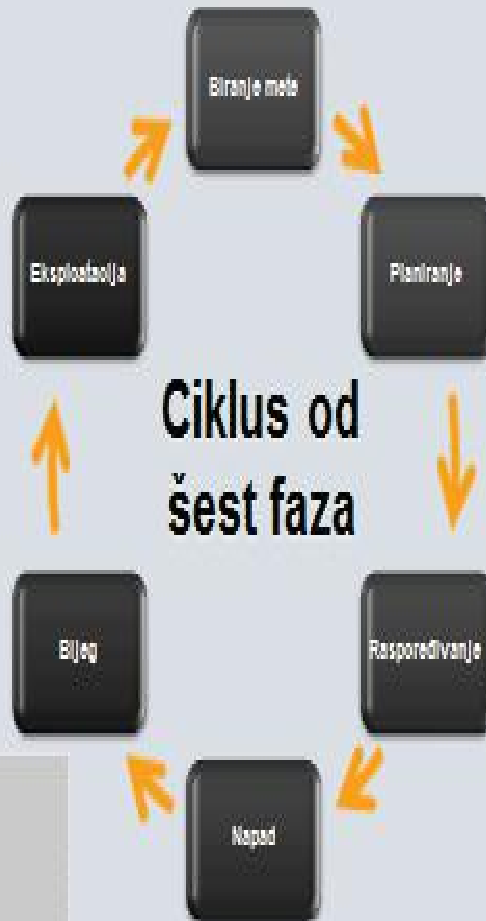 Biranje mete
Planiranje
Raspoređivanje
Napad
Bijeg
Eksploatacija
Ciklus od
šest faza